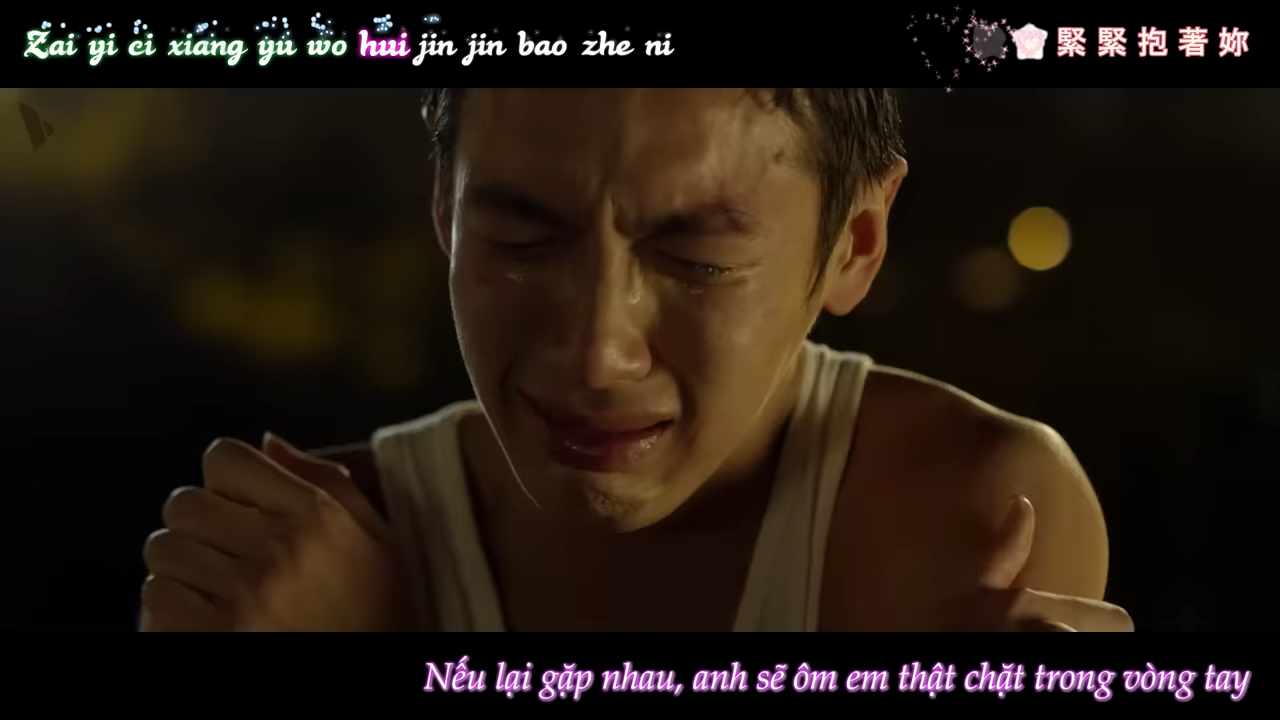 Zai yi ci xiang yu wo hui jin jin bao zhe ni
緊緊抱著妳
Nếu lại gặp nhau, anh sẽ ôm em thật chặt trong vòng tay